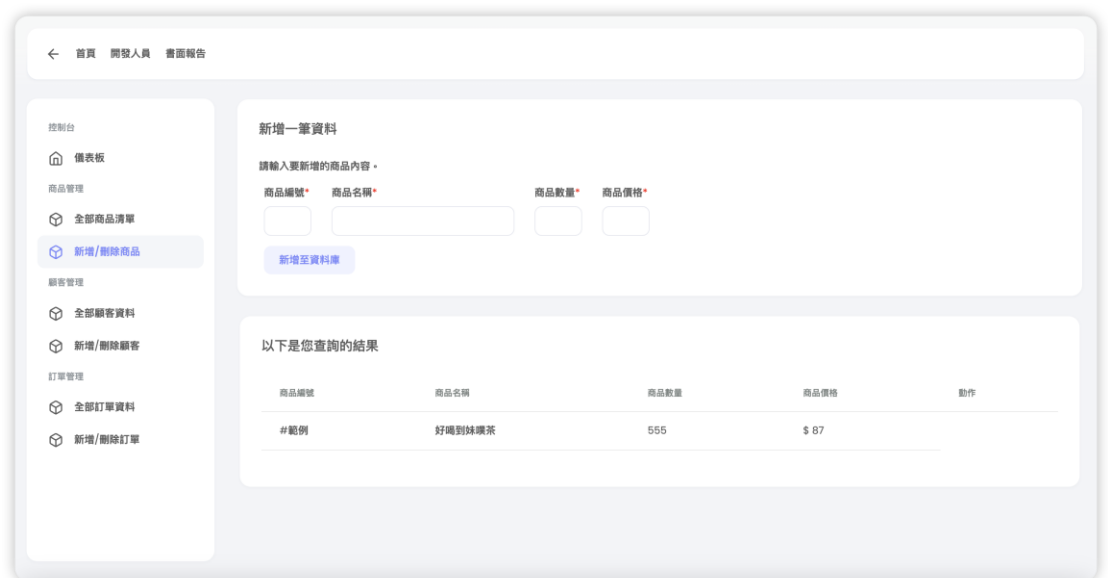 首頁 開發人員 書面報告
控制台
儀表板
商品管理
全部商品清單
新增/刪除商品
顧客管理
全部顧客資料
新增/刪除顧客
訂單管理
全部訂單資料
新增/刪除訂單
新增一筆資料
請輸入要新增的商品內容。
商品編號* 商品名稱* 商品數量* 商品價格*
新增至資料庫
以下是您查詢的結果
商品編號 商品名稱 商品數量 商品價格 動作
#範例 好喝到妹噗茶 555 $ 87